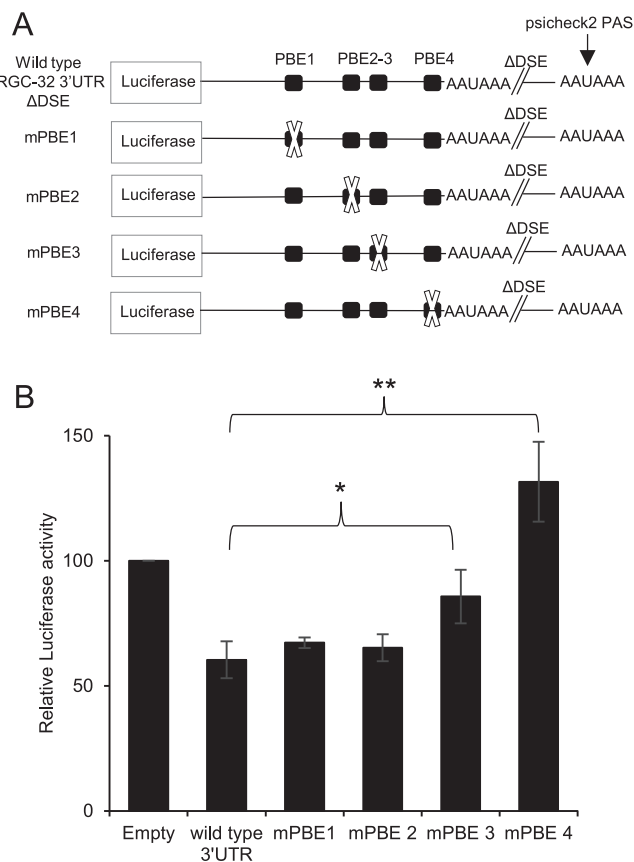 A
psicheck2 PAS
PBE1 PBE2-3 PBE4 ΔDSE
Wild type
RGC-32 3'UTR
ΔDSE
Luciferase AAUAAA AAUAAA
mPBE1 Luciferase AAUAAA ΔDSE AAUAAA
mPBE2 Luciferase AAUAAA ΔDSE AAUAAA
mPBE3 Luciferase AAUAAA ΔDSE AAUAAA
mPBE4 Luciferase AAUAAA ΔDSE AAUAAA
B
**
*
Relative Luciferase activity
150
100
50
0
Empty wild type mPBE1 mPBE 2 mPBE 3 mPBE 4
3'UTR